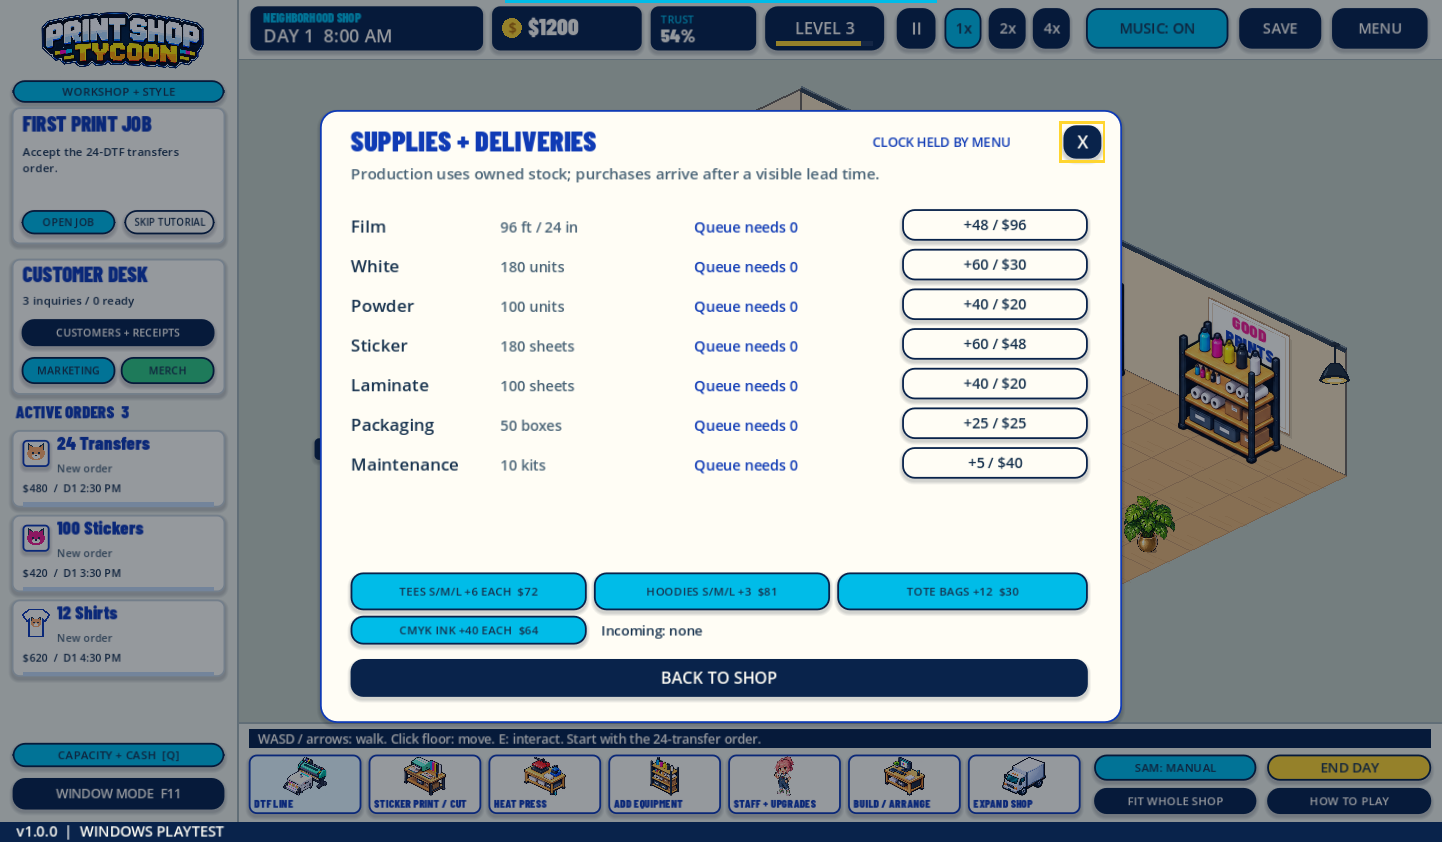 PRINT SHOP
TYCOON
WORKSHOP + STYLE
FIRST PRINT JOB
Accept the 24-DTF transfers
order.
OPEN JOB
SKIP TUTORIAL
CUSTOMER DESK
3 inquiries / 0 ready
CUSTOMERS + RECEIPTS
MARKETING
MERCH
ACTIVE ORDERS 3
24 Transfers
New order
$480 / D1 2:30 PM
100 Stickers
New order
$420 / D1 3:30 PM
12 Shirts
New order
$620 / D1 4:30 PM
CAPACITY + CASH [Q]
WINDOW MODE F11
NEIGHBORHOOD SHOP
DAY 1 8:00 AM
$1200
TRUST
54%
LEVEL 3
II
1x
2x
4x
MUSIC: ON
SAVE
MENU
SUPPLIES + DELIVERIES
CLOCK HELD BY MENU
X
Production uses owned stock; purchases arrive after a visible lead time.
Film 96 ft / 24 in Queue needs 0 +48 / $96
White 180 units Queue needs 0 +60 / $30
Powder 100 units Queue needs 0 +40 / $20
Sticker 180 sheets Queue needs 0 +60 / $48
Laminate 100 sheets Queue needs 0 +40 / $20
Packaging 50 boxes Queue needs 0 +25 / $25
Maintenance 10 kits Queue needs 0 +5 / $40
TEES S/M/L +6 EACH $72
HOODIES S/M/L +3 $81
TOTE BAGS +12 $30
CMYK INK +40 EACH $64
Incoming: none
BACK TO SHOP
GOOD
PRINTS
WASD / arrows: walk. Click floor: move. E: interact. Start with the 24-transfer order.
DTF LINE
STICKER PRINT / CUT
HEAT PRESS
ADD EQUIPMENT
STAFF + UPGRADES
BUILD / ARRANGE
EXPAND SHOP
SAM: MANUAL
END DAY
FIT WHOLE SHOP
HOW TO PLAY
v1.0.0 | WINDOWS PLAYTEST